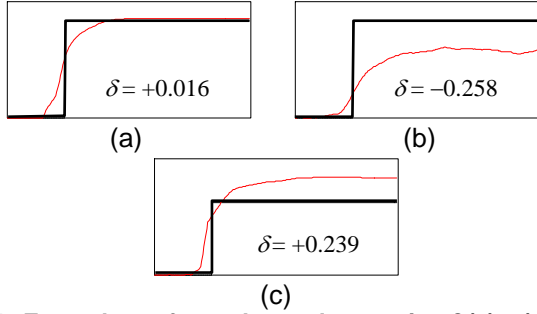 δ = +0.016
δ = −0.258
(a)
(b)
δ = +0.239
(c)